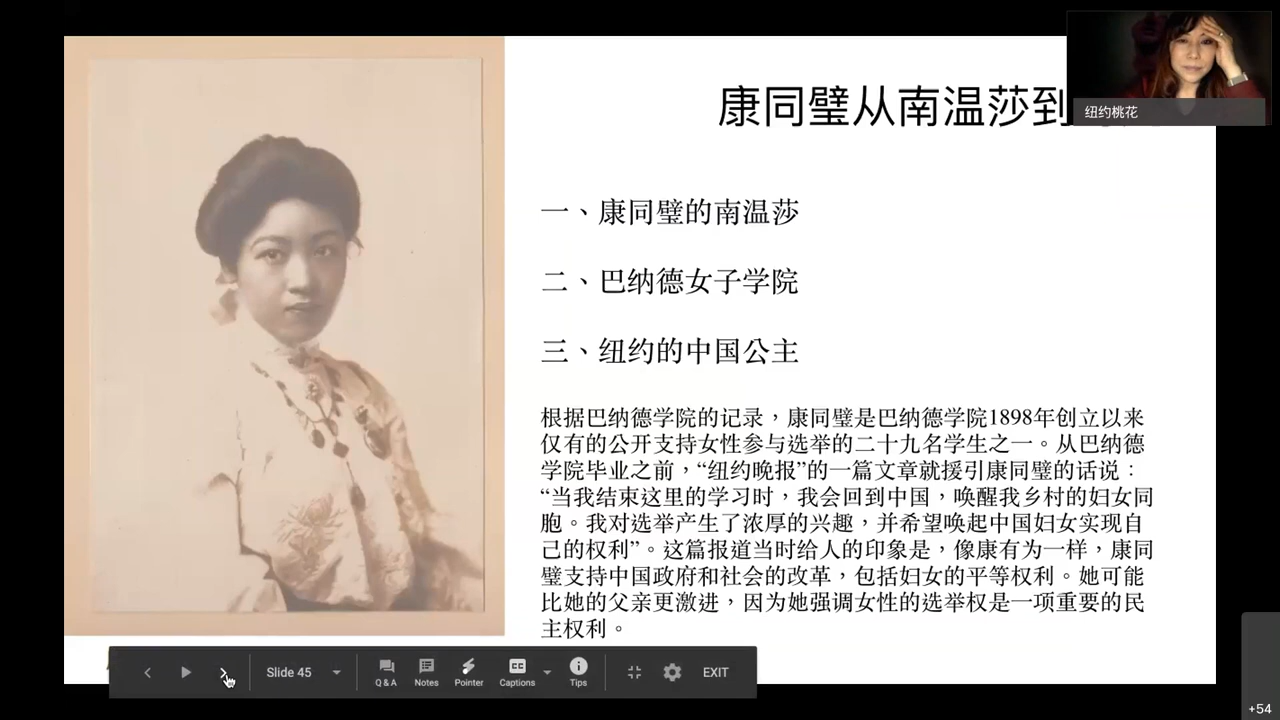 康同璧从南温莎到
纽约桃花
一、康同璧的南温莎
二、巴纳德女子学院
三、纽约的中国公主
根据巴纳德学院的记录，康同璧是巴纳德学院1898年创立以来
仅有的公开支持女性参与选举的二十九名学生之一。从巴纳德
学院毕业之前，“纽约晚报”的一篇文章就援引康同璧的话说：
“当我结束这里的学习时，我会回到中国，唤醒我乡村的妇女同
胞。我对选举产生了浓厚的兴趣，并希望唤起中国妇女实现自
己的权利”。这篇报道当时给人的印象是，像康有为一样，康同
璧支持中国政府和社会的改革，包括妇女的平等权利。她可能
比她的父亲更激进，因为她强调女性的选举权是一项重要的民
主权利。
Slide 45
Q & A
Notes
Pointer
CC
Captions
Tips
EXIT
+54